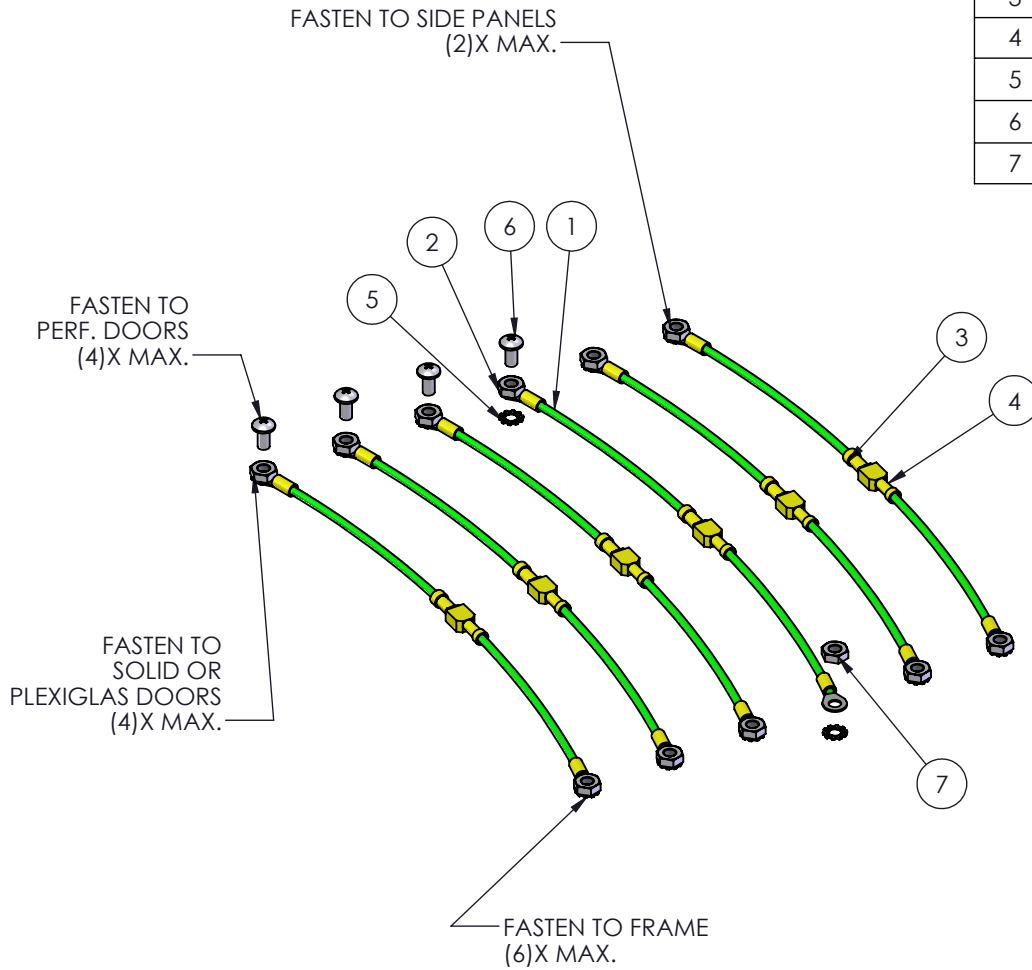 FASTEN TO SIDE PANELS
(2)X MAX.
4
5
6
7
6
1
2
5
FASTEN TO
PERF. DOORS
(4)X MAX.
3
4
FASTEN TO
SOLID OR
PLEXIGLAS DOORS
(4)X MAX.
7
FASTEN TO FRAME
(6)X MAX.